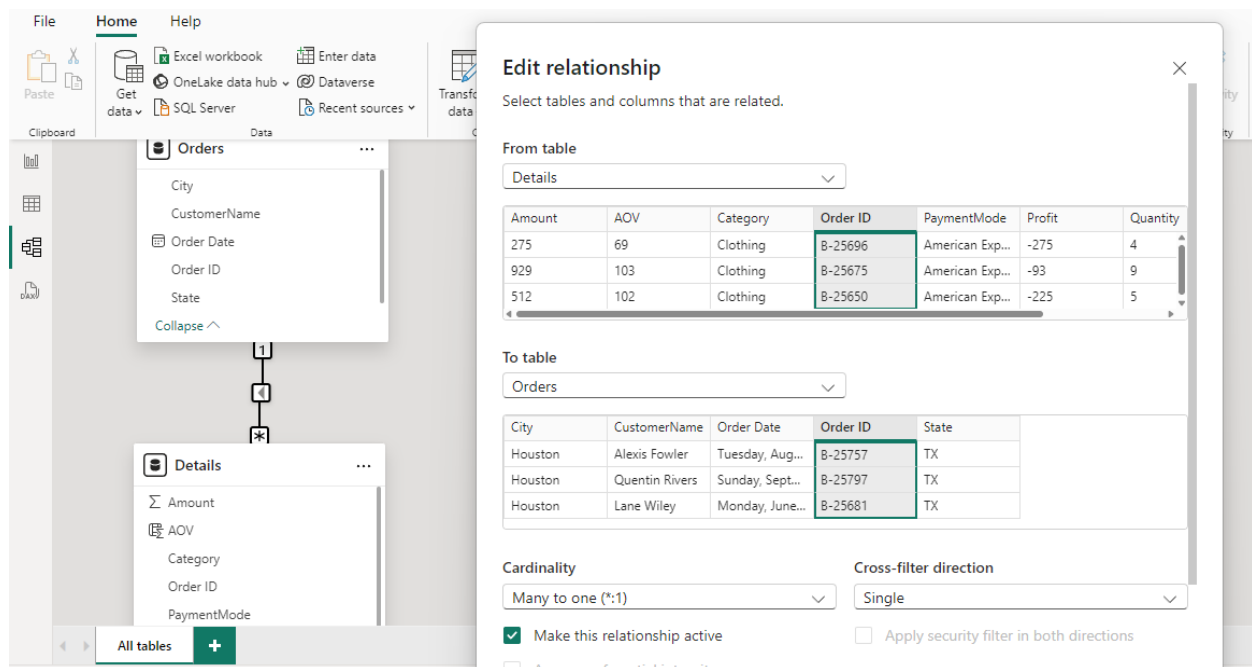 File Home Help
Paste
Clipboard
Get data
Excel workbook
OneLake data hub
SQL Server
Enter data
Dataverse
Recent sources
Data
data
Orders
...
City
CustomerName
Order Date
Order ID
State
Collapse
1
*
Details
...
Σ Amount
AOV
Category
Order ID
PaymentMode
All tables +
Edit relationship
Select tables and columns that are related.
From table
Details
Amount AOV Category Order ID PaymentMode Profit Quantity
275 69 Clothing B-25696 American Exp... -275 4
929 103 Clothing B-25675 American Exp... -93 9
512 102 Clothing B-25650 American Exp... -225 5
To table
Orders
City CustomerName Order Date Order ID State
Houston Alexis Fowler Tuesday, Aug... B-25757 TX
Houston Quentin Rivers Sunday, Sept... B-25797 TX
Houston Lane Wiley Monday, June... B-25681 TX
Cardinality
Many to one (*:1)
Cross-filter direction
Single
Make this relationship active
Apply security filter in both directions